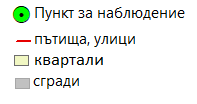 Пункт за наблюдение
пътища, улици
квартали
сгради